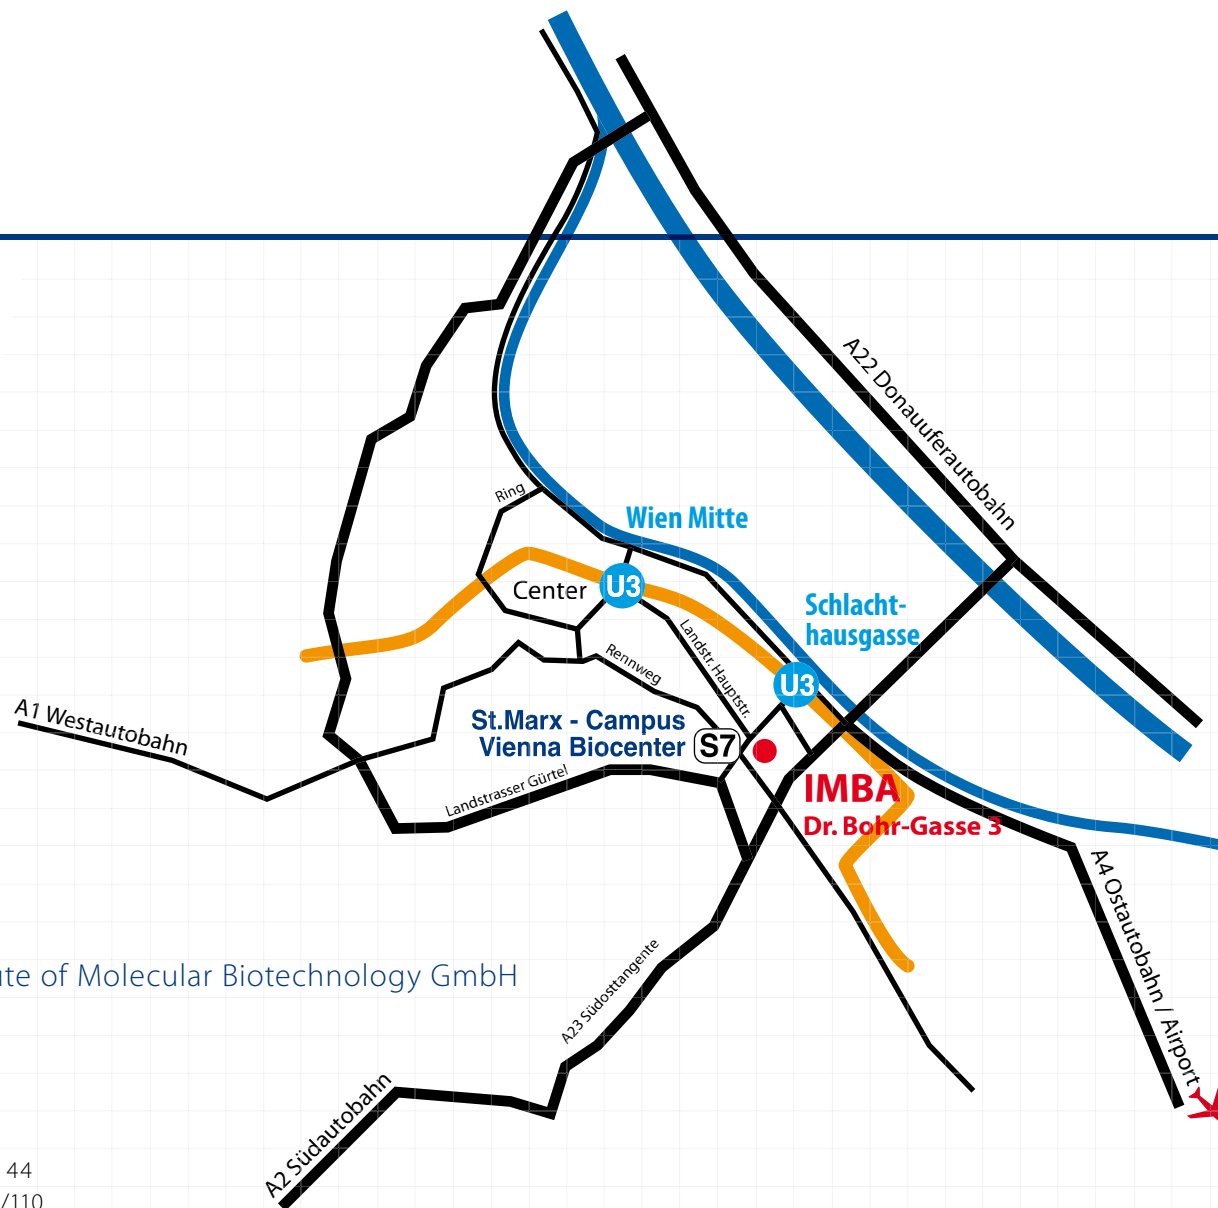 A22 Donauuferautobahn
Ring
Wien Mitte
U3
Center
Schlacht-
hausgasse
Landstr. Hauptstr.
Rennweg
U3
A1 Westautobahn
St.Marx - Campus
Vienna Biocenter
S7
Landstrasser Gürtel
IMBA
Dr. Bohr-Gasse 3
A4 Ostautobahn / Airport
of Molecular Biotechnology GmbH
A23 Südosttangente
A2 Südautobahn
44
/110